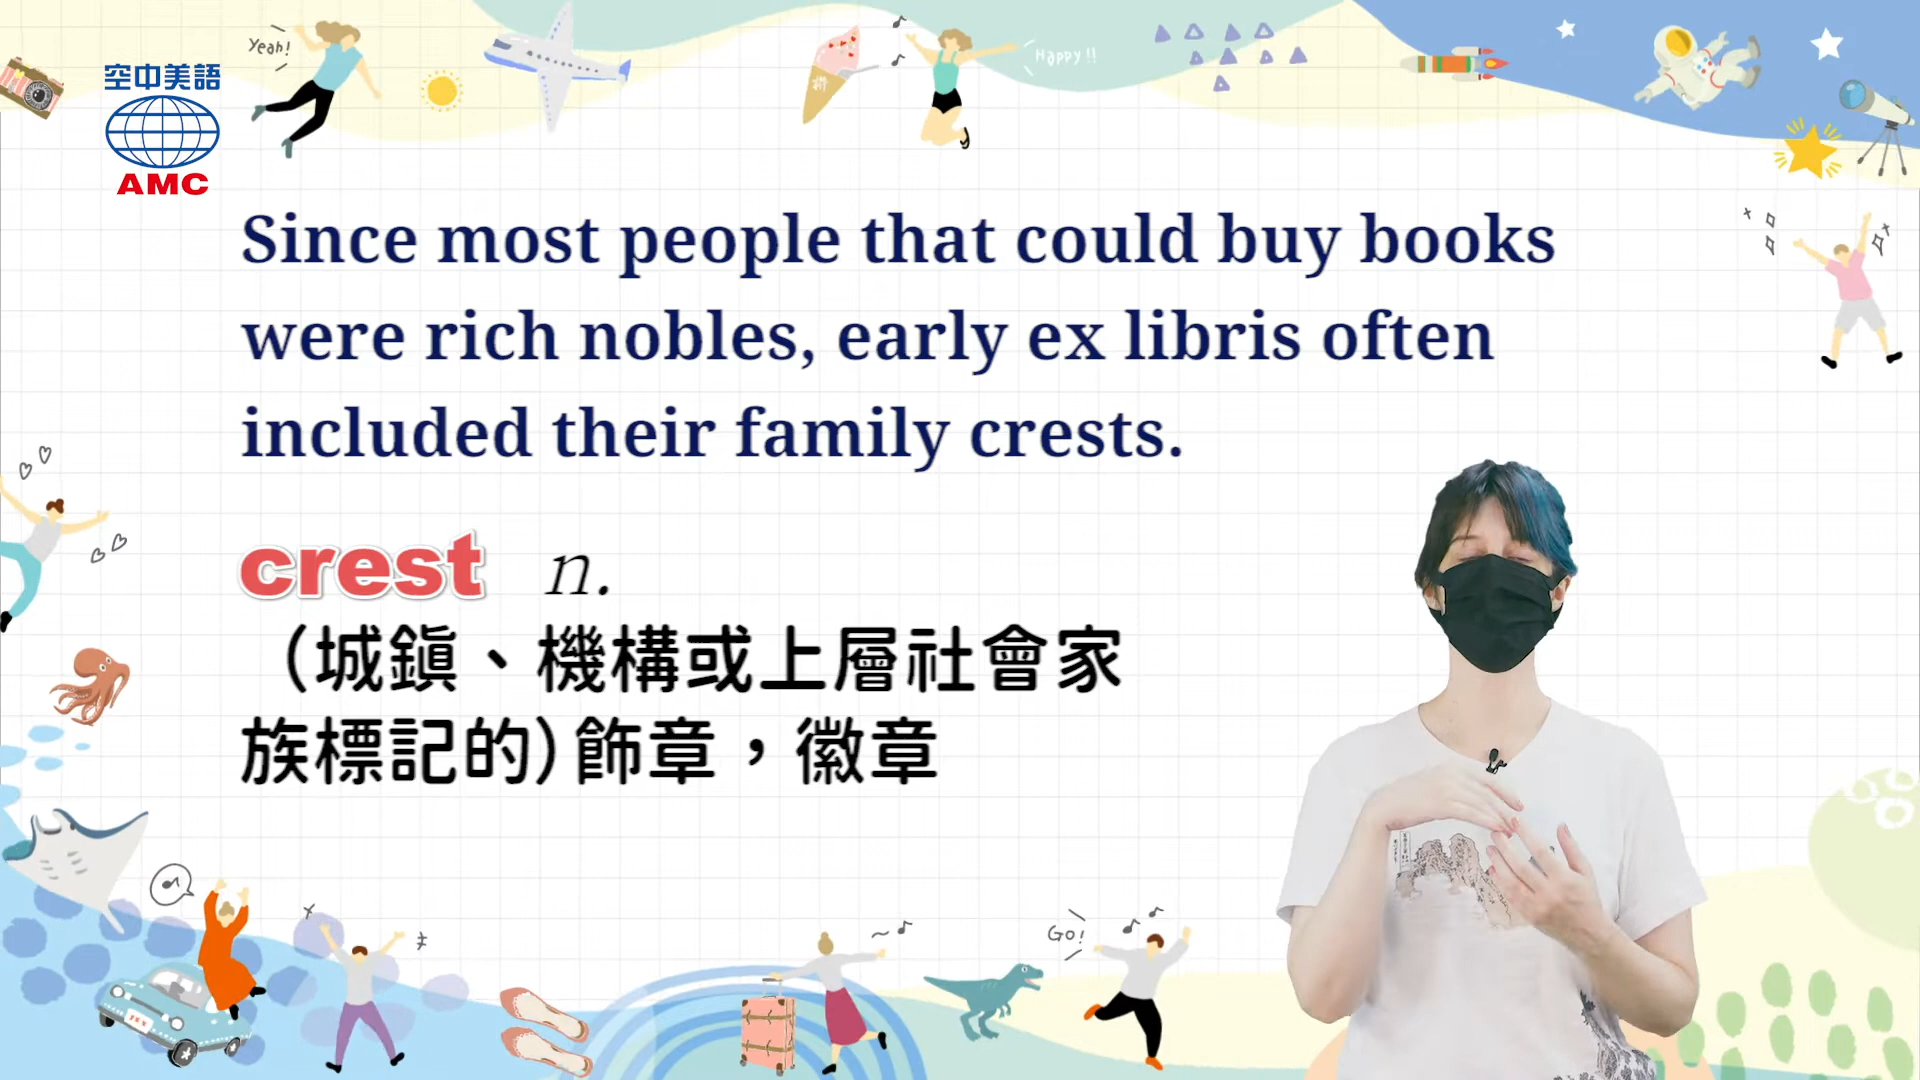 Yeah!
Happy!!
空中美語
AMC
Since most people that could buy books
were rich nobles, early ex libris often
included their family crests.
crest n.
(城鎮、機構或上層社會家
族標記的)飾章，徽章
Go!